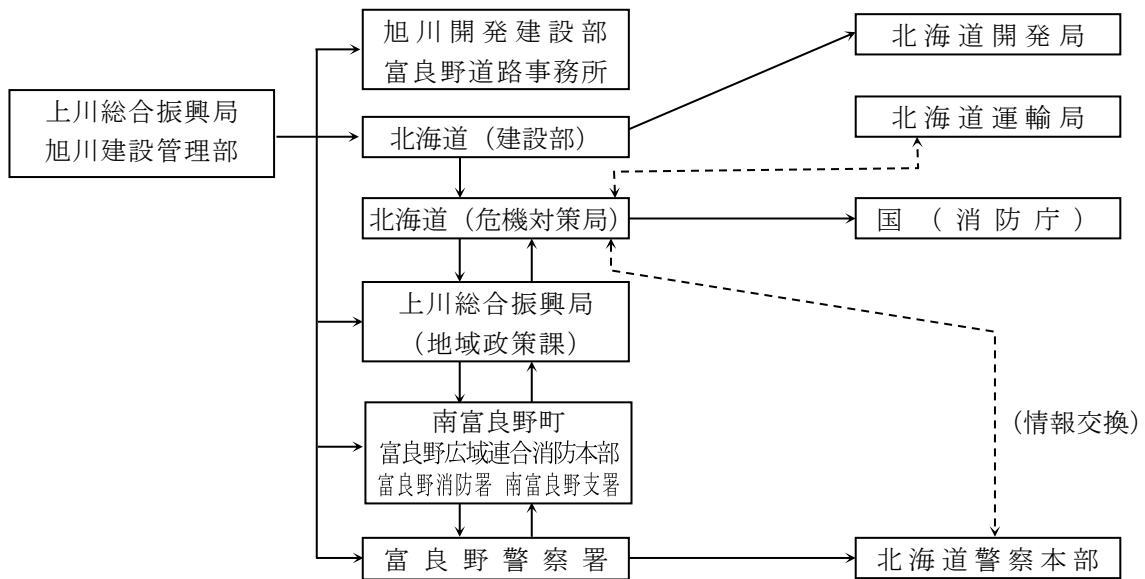 上川総合振興局
旭川建設管理部
旭川開発建設部
富良野道路事務所
北海道（建設部）
北海道（危機対策局）
上川総合振興局
（地域政策課）
南富良野町
富良野広域連合消防本部
富良野消防署 南富良野支署
富良野警察署
北海道開発局
北海道運輸局
国（消防庁）
（情報交換）
北海道警察本部